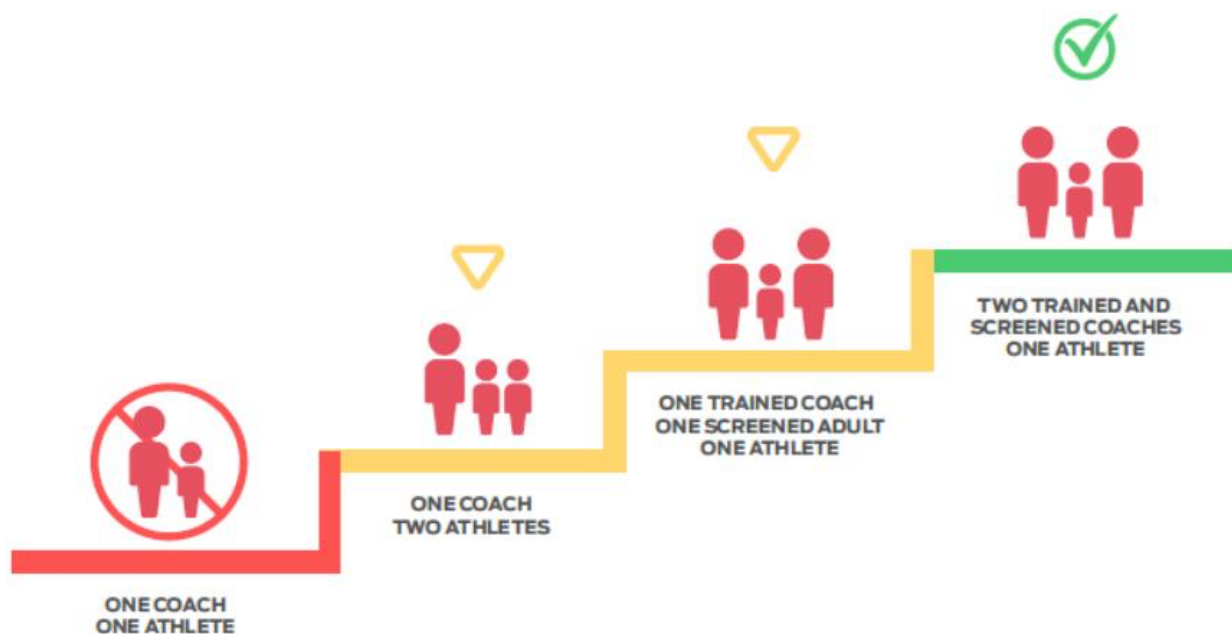 ONE COACH
ONE ATHLETE
ONE COACH
TWO ATHLETES
ONE TRAINED COACH
ONE SCREENED ADULT
ONE ATHLETE
TWO TRAINED AND
SCREENED COACHES
ONE ATHLETE